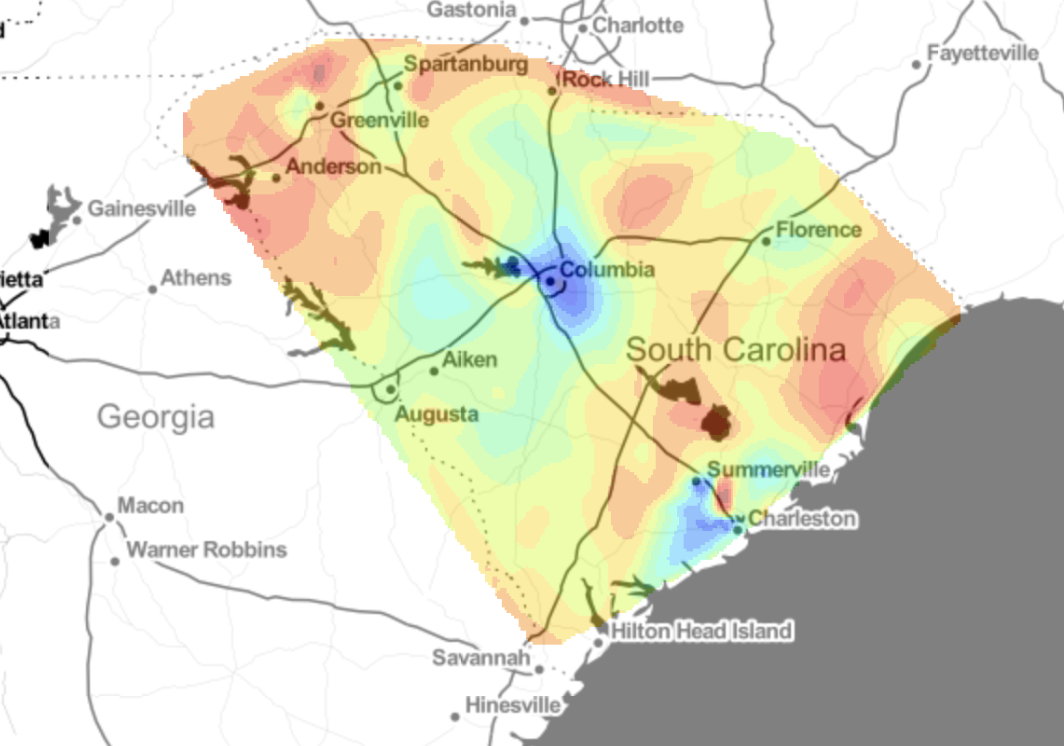 Gastonia
Charlotte
d
Fayetteville
Spartanburg
Rock Hill
Greenville
Anderson
Gainesville
Florence
Columbia
Athens
ietta
Atlanta
South Carolina
Aiken
Augusta
Georgia
Summerville
Macon
Charleston
Warner Robbins
Hilton Head Island
Savannah
Hinesville